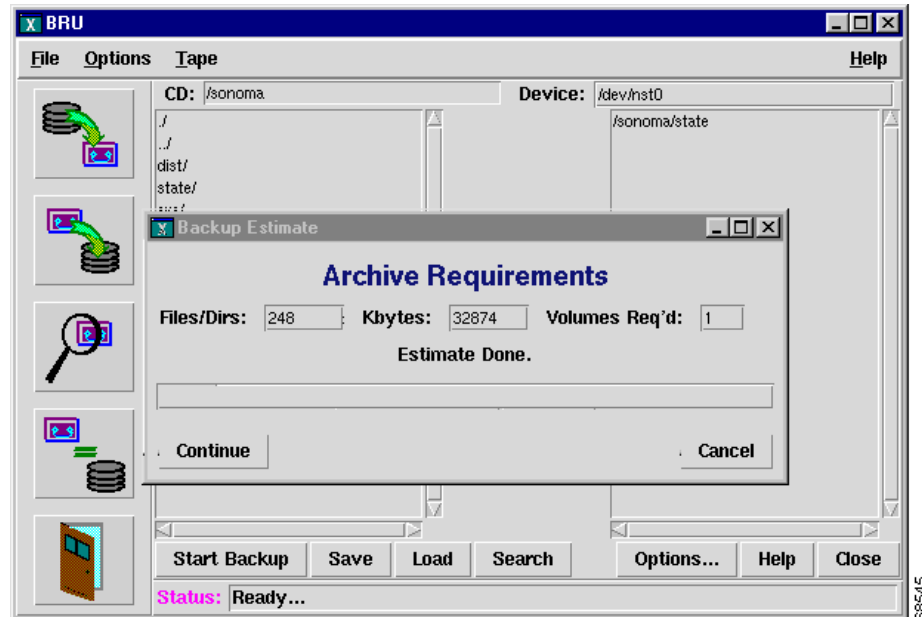 BRU
File Options Tape Help
CD: /sonoma Device: /dev/nst0
./
../
dist/
state/
/sonoma/state
Backup Estimate
Archive Requirements
Files/Dirs: 248 : Kbytes: 32874 Volumes Req'd: 1
Estimate Done.
Continue Cancel
Start Backup Save Load Search Options... Help Close
Status: Ready...
68545